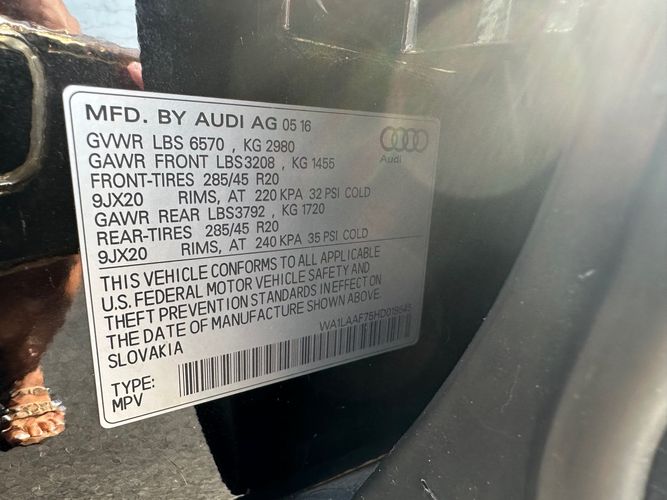 MFD. BY AUDI AG 05 16
GVWR LBS 6570 , KG 2980
GAWR FRONT LBS3208 , KG 1455
FRONT-TIRES 285/45 R20
9JX20 RIMS, AT 220 KPA 32 PSI COLD
GAWR REAR LBS3792 , KG 1720
REAR-TIRES 285/45 R20
9JX20 RIMS, AT 240 KPA 35 PSI COLD
Audi
THIS VEHICLE CONFORMS TO ALL APPLICABLE
U.S. FEDERAL MOTOR VEHICLE SAFETY AND
THEFT PREVENTION STANDARDS IN EFFECT ON
THE DATE OF MANUFACTURE SHOWN ABOVE.
SLOVAKIA
TYPE:
MPV